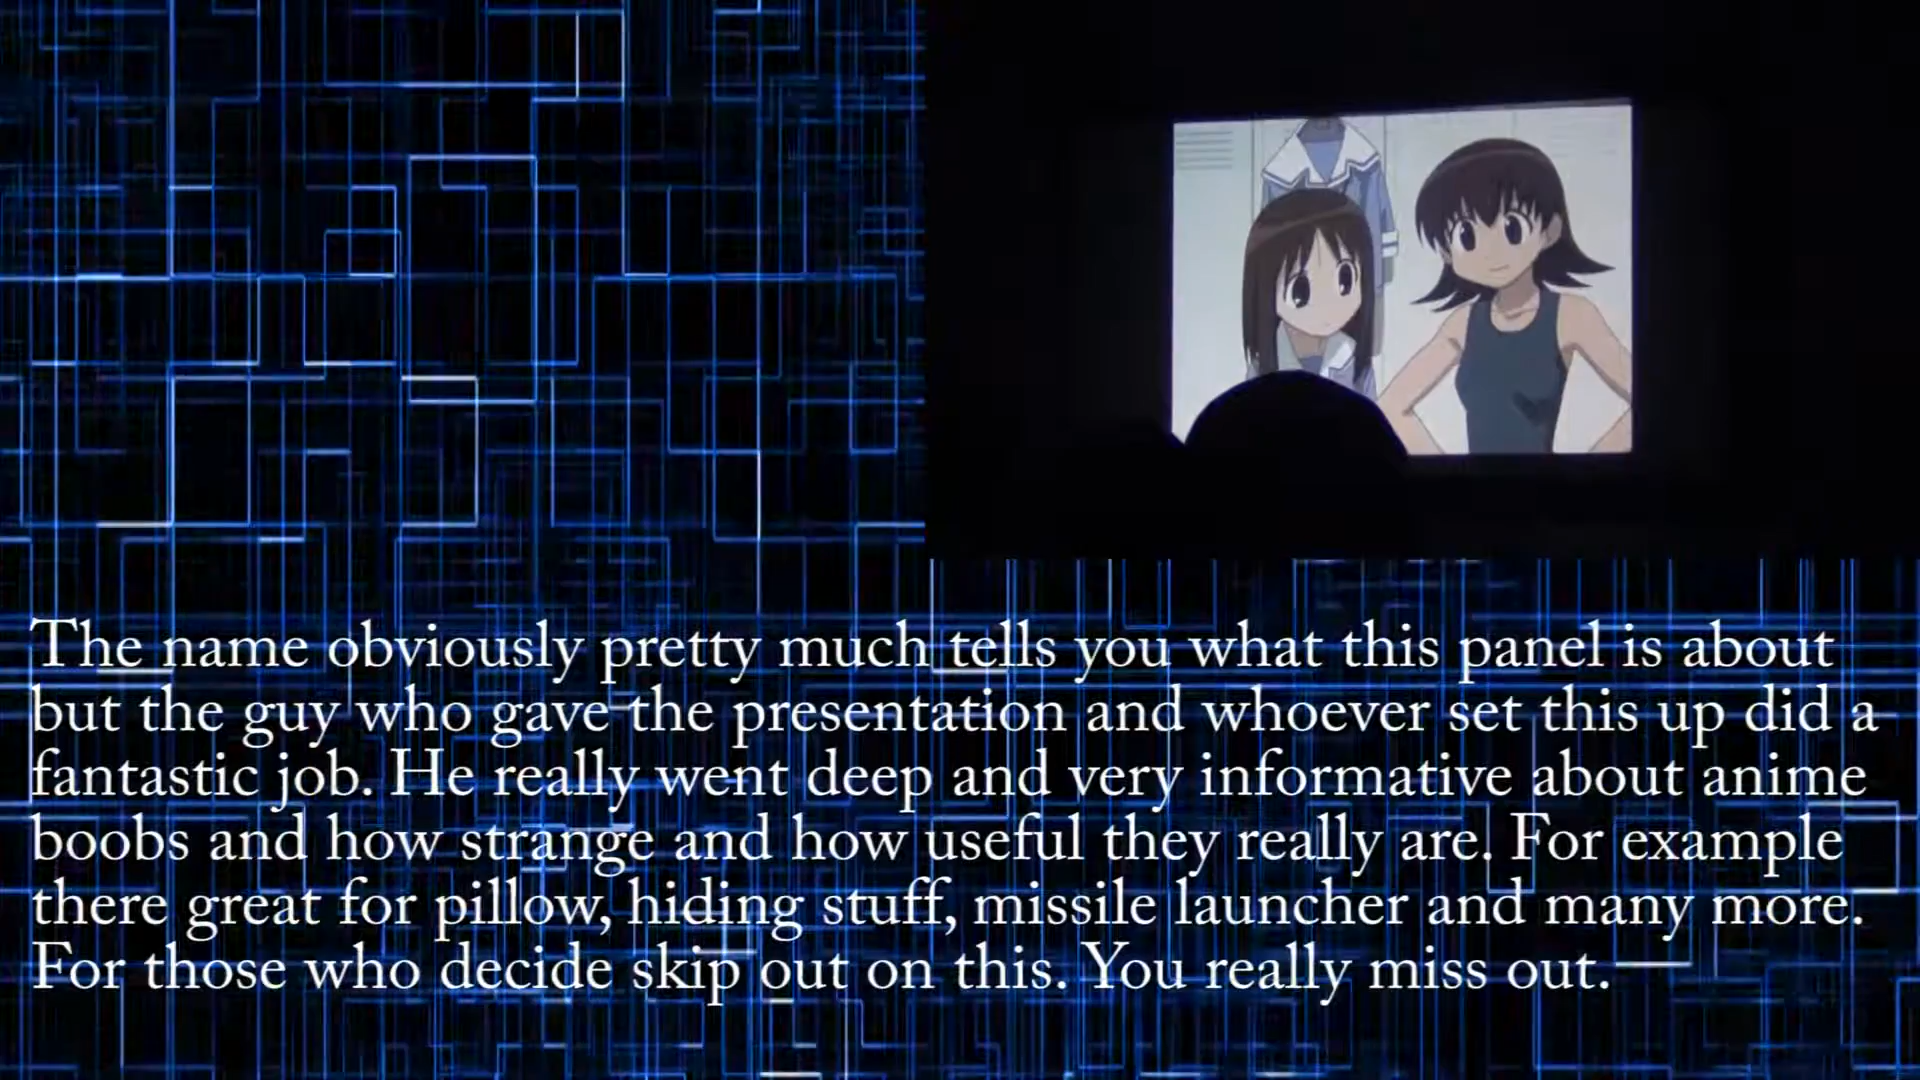 The name obviously pretty much tells you what this panel is about
but the guy who gave the presentation and whoever set this up did a
fantastic job. He really went deep and very informative about anime
boobs and how strange and how useful they really are. For example
there great for pillow, hiding stuff, missile launcher and many more.
For those who decide skip out on this. You really miss out.